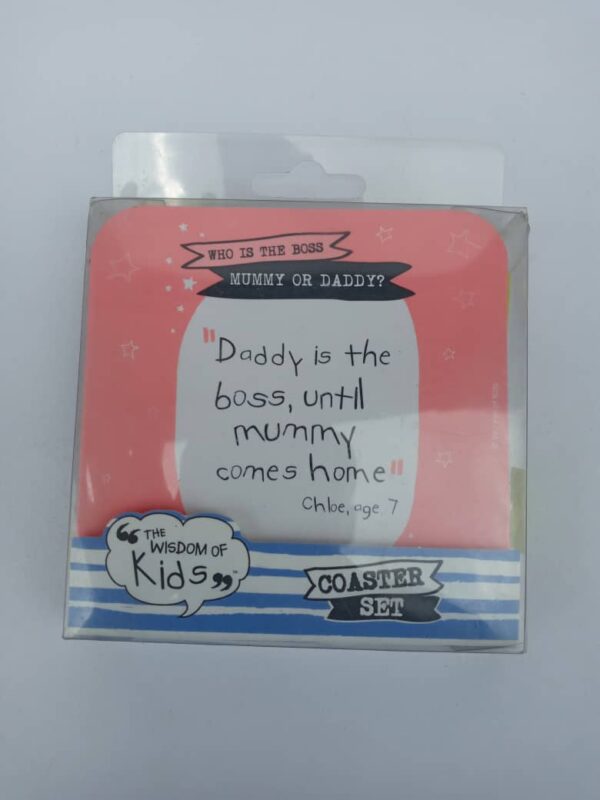 WHO IS THE BOSS
MUMMY OR DADDY?
"Daddy is the
boss, until
mummy
comes home"
Chloe, age 7
“THE
WISDOM OF
Kids”
COASTER
SET